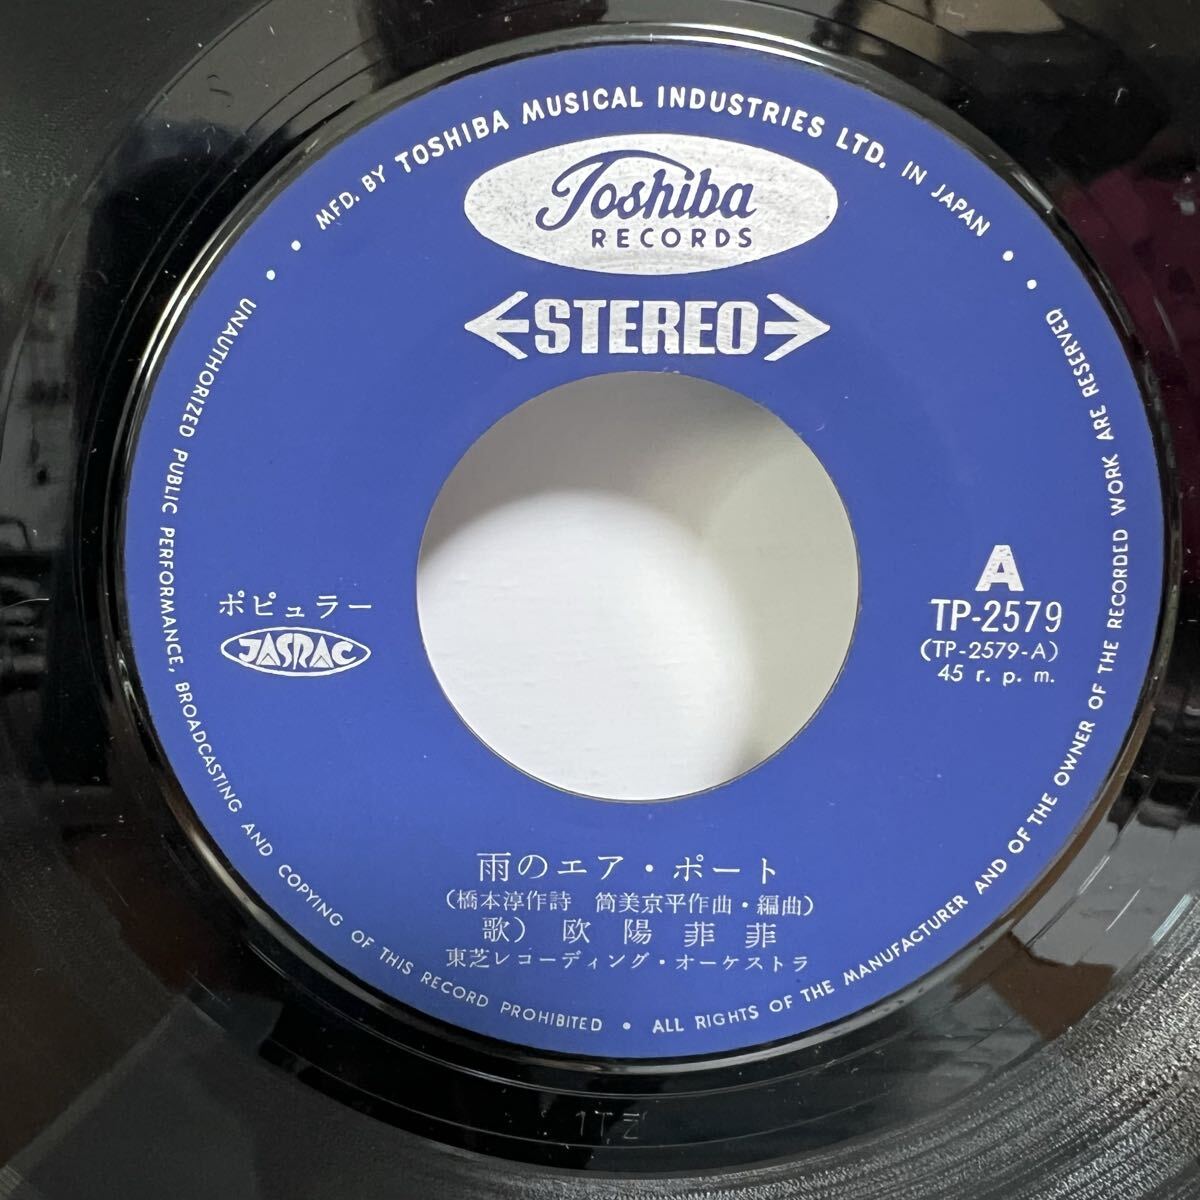 MFD. BY TOSHIBA MUSICAL INDUSTRIES LTD. IN JAPAN
Toshiba
RECORDS
STEREO
ポピュラー
JASRAC
A
TP-2579
(TP-2579-A)
45 r. p. m.
雨のエア・ポート
(橋本淳作詩 筒美京平作曲・編曲)
歌) 欧陽菲菲
東芝レコーディング・オーケストラ
UNAUTHORIZED PUBLIC PERFORMANCE, BROADCASTING AND COPYING OF THIS RECORD PROHIBITED • ALL RIGHTS OF THE MANUFACTURER AND OF THE OWNER OF THE RECORDED WORK ARE RESERVED